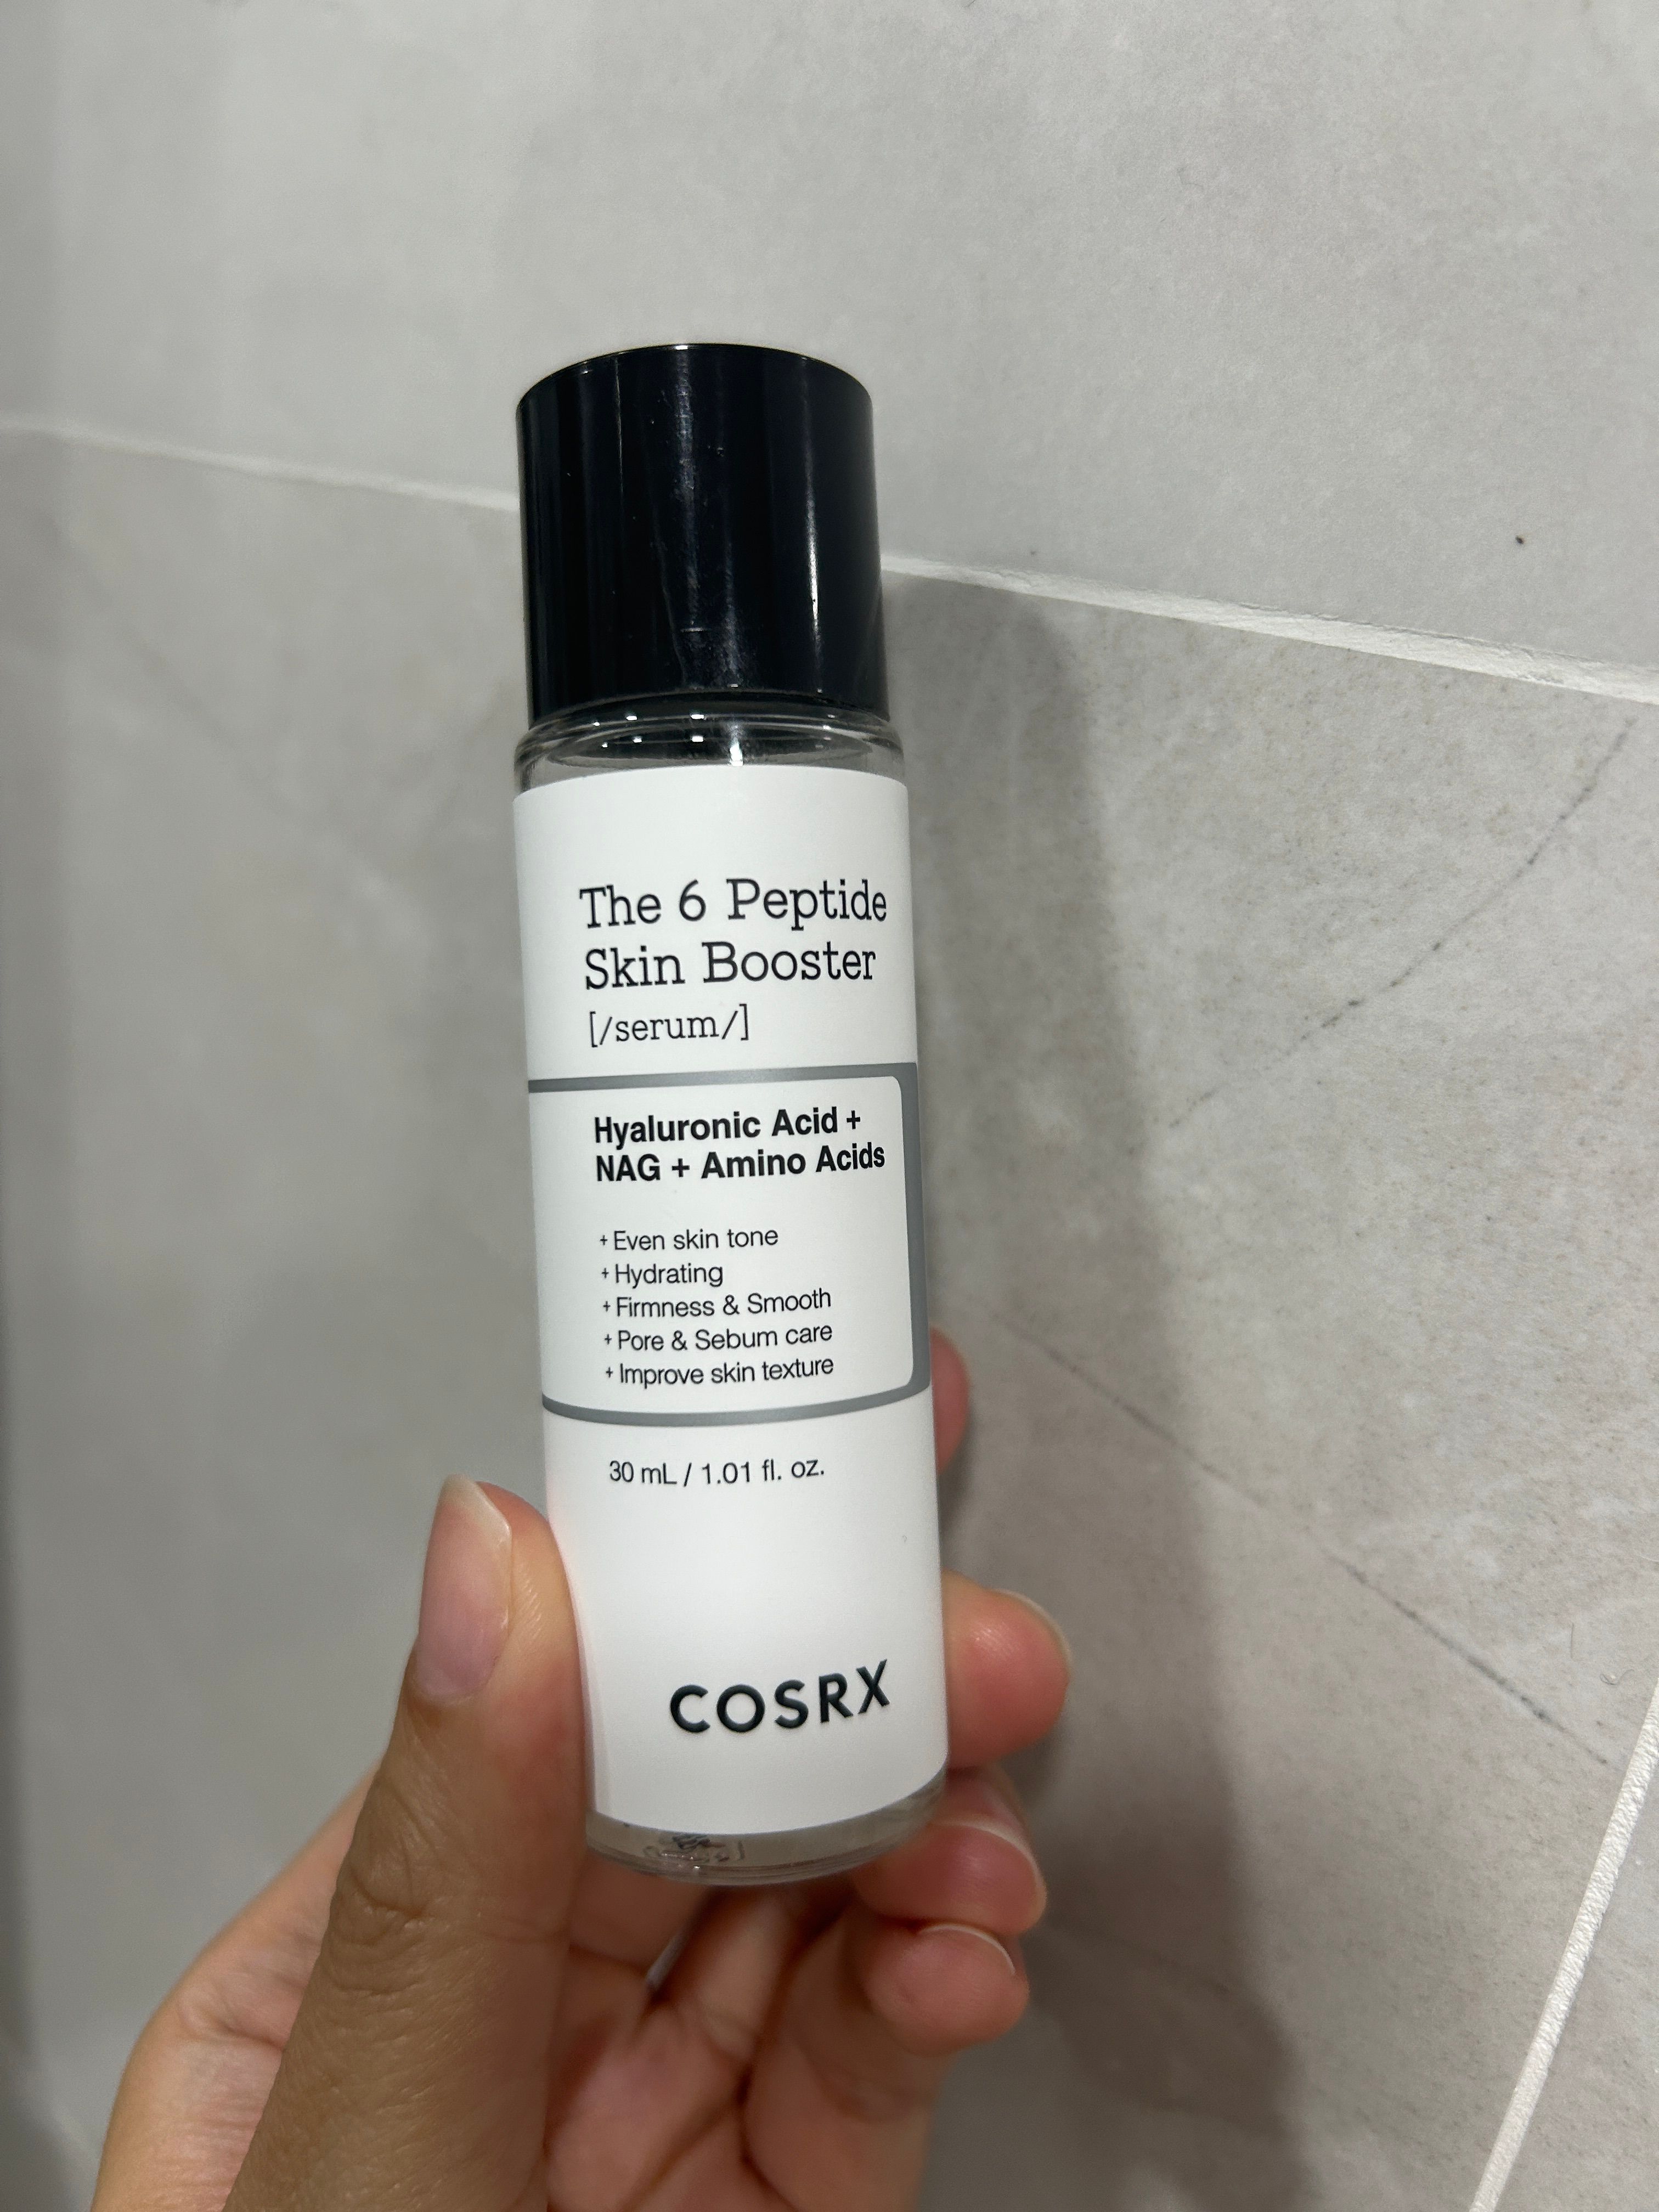 The 6 Peptide
Skin Booster
[/serum/]
Hyaluronic Acid +
NAG + Amino Acids
+ Even skin tone
+ Hydrating
+ Firmness & Smooth
+ Pore & Sebum care
+ Improve skin texture
30 mL / 1.01 fl. oz.
COSRX